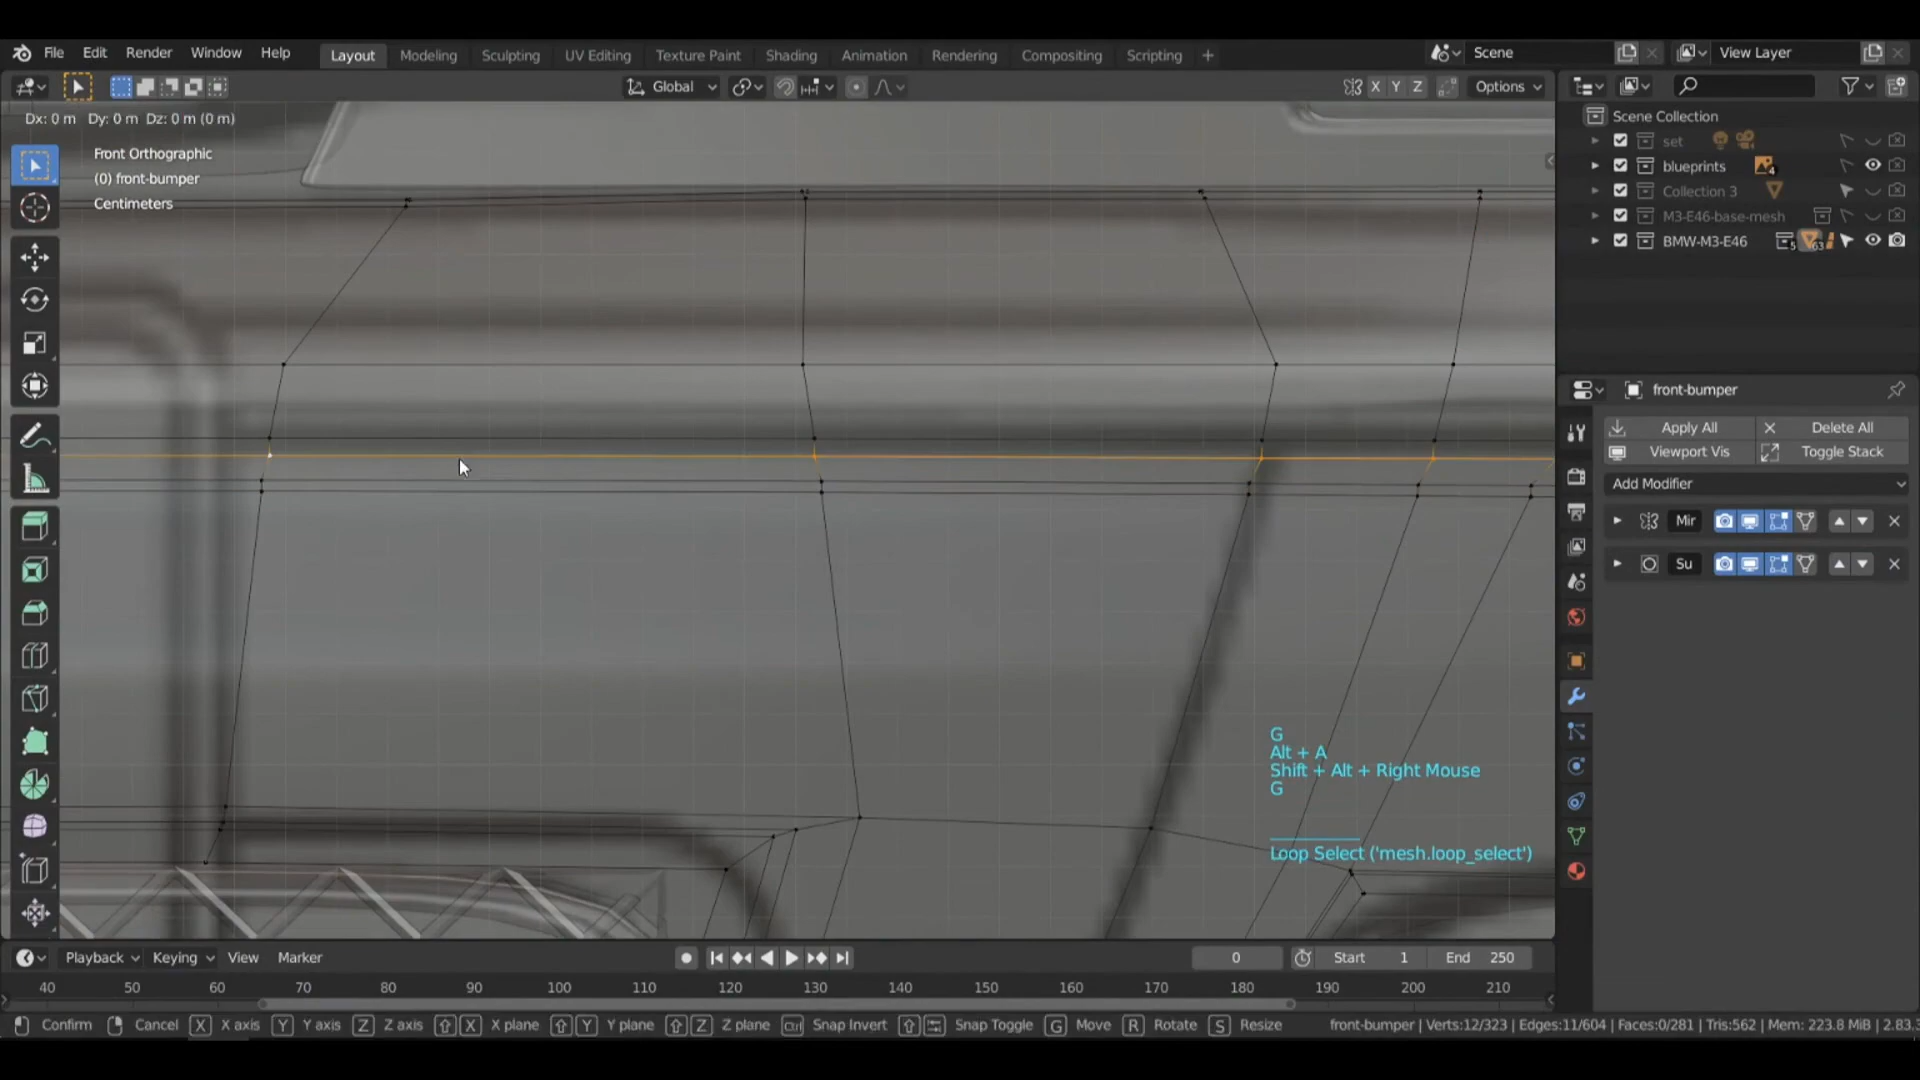 File Edit Render Window Help Layout Modeling Sculpting UV Editing Texture Paint Shading Animation Rendering Compositing Scripting + Scene View Layer
Global X Y Z Options
Dx: 0 m Dy: 0 m Dz: 0 m (0 m)
Front Orthographic
(0) front-bumper
Centimeters
Scene Collection
set
blueprints 4
Collection 3
M3-E46-base-mesh
BMW-M3-E46 5 63
front-bumper
Apply All Delete All
Viewport Vis Toggle Stack
Add Modifier
Mir
Su
G
Alt + A
Shift + Alt + Right Mouse
G
Loop Select ('mesh.loop_select')
Playback Keying View Marker 0 Start 1 End 250
40 50 60 70 80 90 100 110 120 130 140 150 160 170 180 190 200 210
Confirm Cancel X X axis Y Y axis Z Z axis X X plane Y Y plane Z Z plane Ctrl Snap Invert Snap Toggle G Move R Rotate S Resize front-bumper | Verts:12/323 | Edges:11/604 | Faces:0/281 | Tris:562 | Mem: 223.8 MiB | 2.83.3